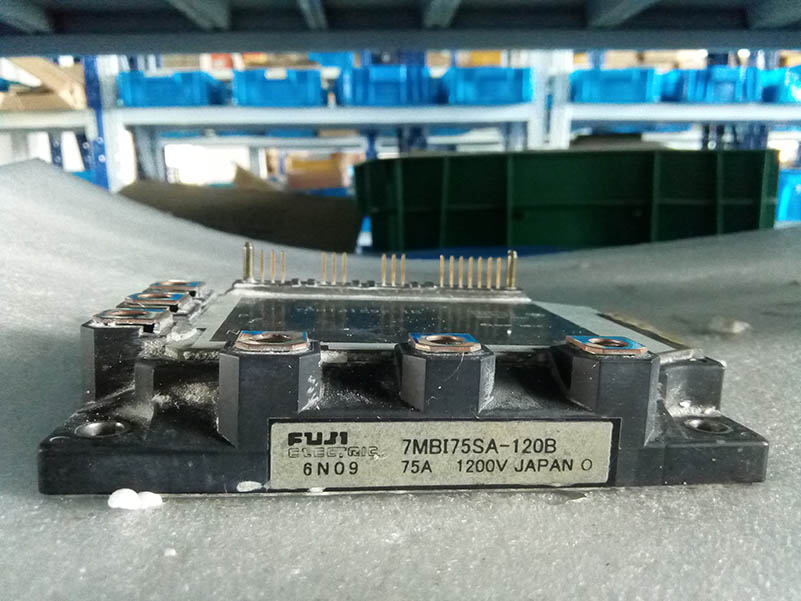 FUJI
ELECTRIC
7MBI75SA-120B
6N09
75A 1200V JAPAN O